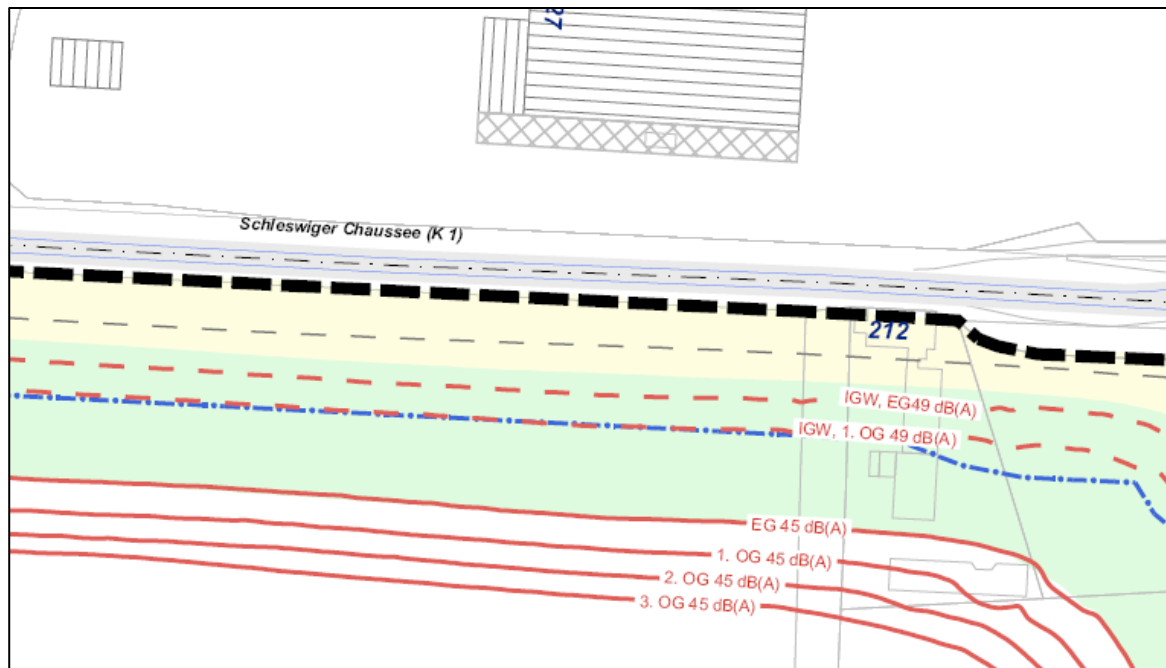 27
Schleswiger Chaussee (K 1)
212
IGW, EG49 dB(A)
IGW, 1. OG 49 dB(A)
EG 45 dB(A)
1. OG 45 dB(A)
2. OG 45 dB(A)
3. OG 45 dB(A)